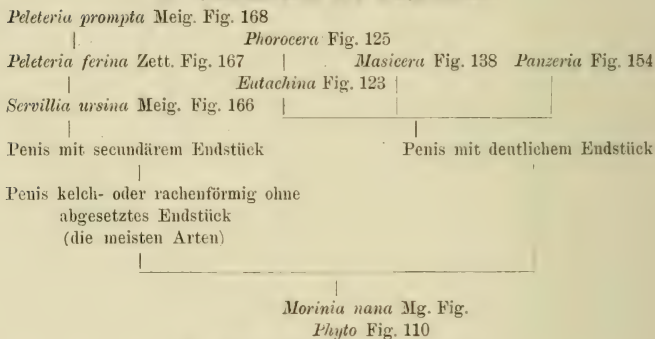 Peleteria prompta Meig. Fig. 168
Phorocera Fig. 125
Peleteria ferina Zett. Fig. 167 Masicera Fig. 138 Panzeria Fig. 154
Eutachina Fig. 123
Servillia ursina Meig. Fig. 166
Penis mit secundärem Endstück Penis mit deutlichem Endstück
Penis kelch- oder rachenförmig ohne
abgesetztes Endstück
(die meisten Arten)
Morinia nana Mg. Fig.
Phyto Fig. 110